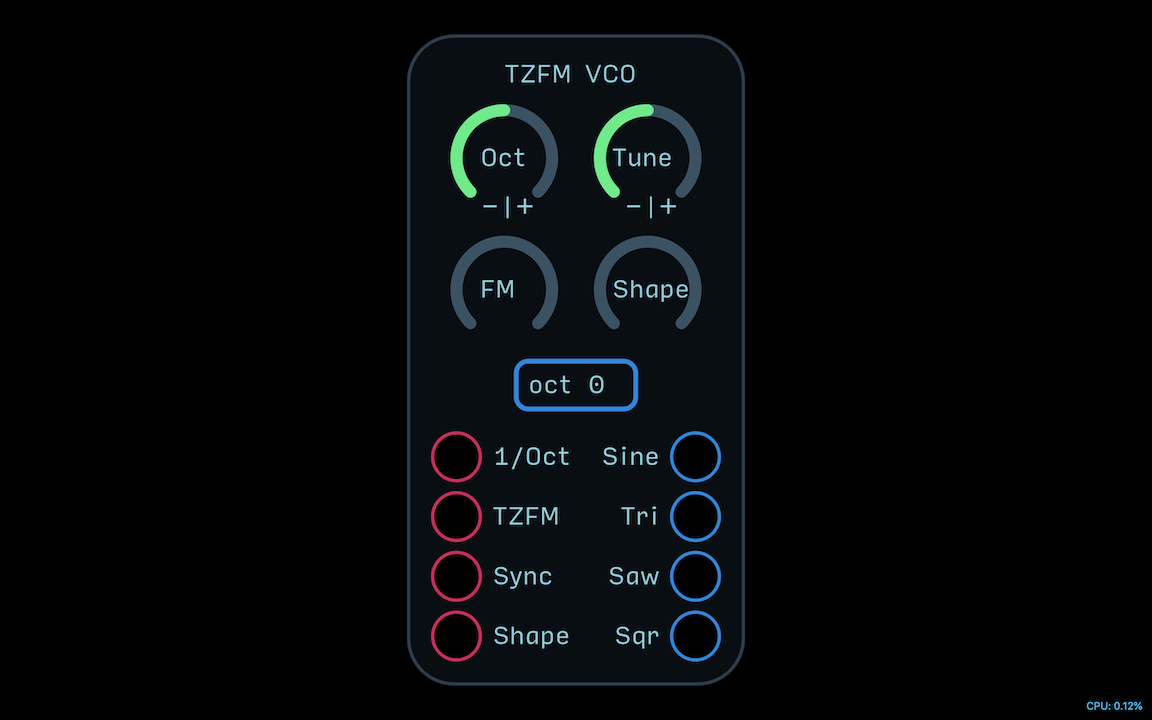 TZFM VCO
Oct Tune
-|+ -|+
FM Shape
oct 0
1/Oct Sine
TZFM Tri
Sync Saw
Shape Sqr
CPU: 0.12%